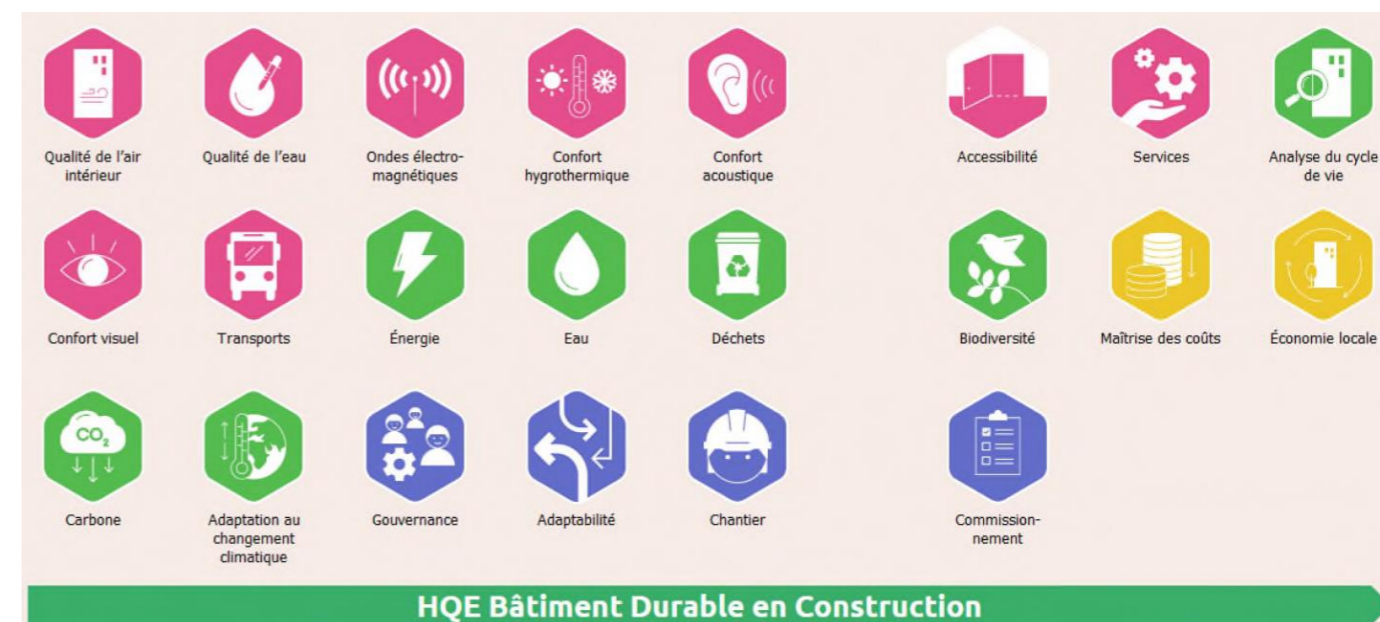 Qualité de l'air
intérieur
Qualité de l'eau
Ondes électro-
magnétiques
Confort
hygrothermique
Confort
acoustique
Accessibilité
Services
Analyse du cycle
de vie
Confort visuel
Transports
Énergie
Eau
Déchets
Biodiversité
Maîtrise des coûts
Économie locale
CO₂
Carbone
Adaptation au
changement
climatique
Gouvernance
Adaptabilité
Chantier
Commission-
nement
HQE Bâtiment Durable en Construction